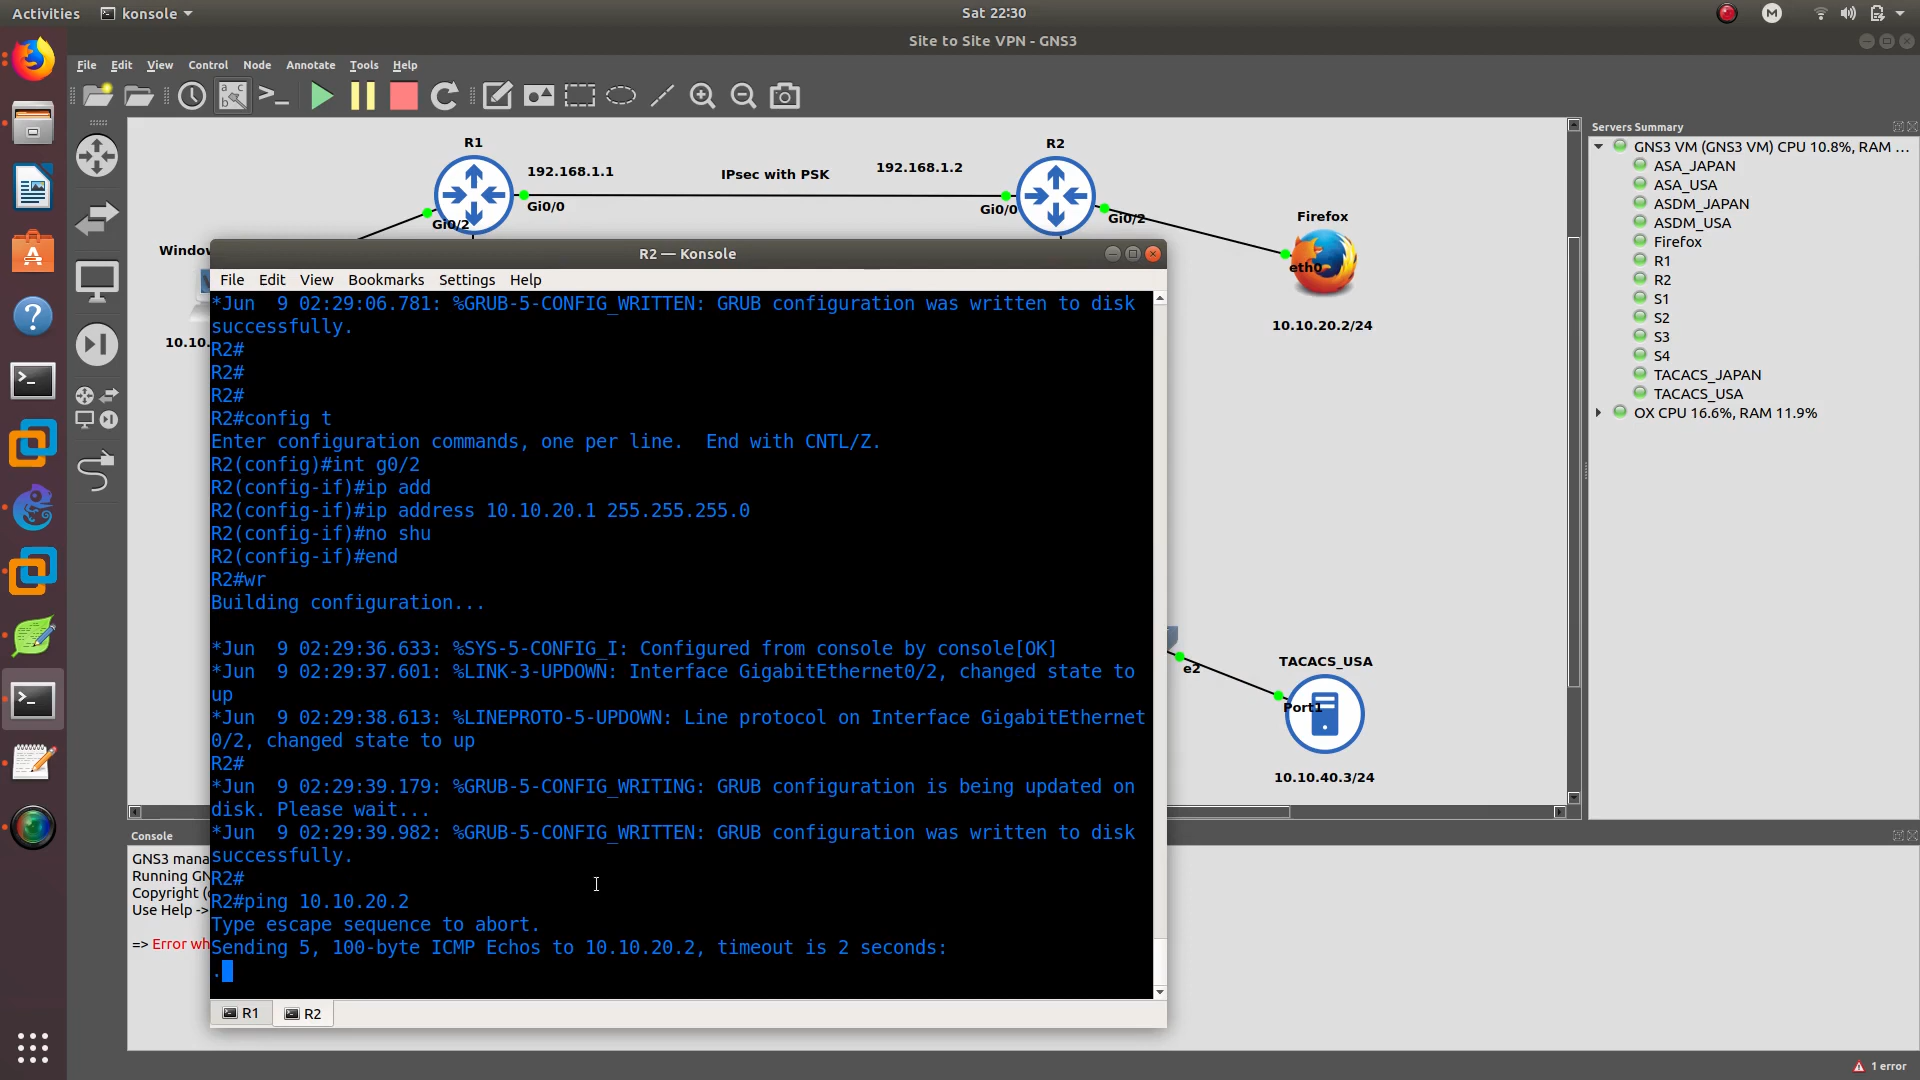 Activities
konsole
Sat 22:30
M
Site to Site VPN - GNS3
File Edit View Control Node Annotate Tools Help
R1
192.168.1.1
IPsec with PSK
192.168.1.2
R2
Gi0/0
Gi0/0
Gi0/2
Gi0/2
Firefox
eth0
10.10.20.2/24
Window
10.10.
e2
TACACS_USA
Port1
10.10.40.3/24
R2 — Konsole
File Edit View Bookmarks Settings Help
*Jun  9 02:29:06.781: %GRUB-5-CONFIG_WRITTEN: GRUB configuration was written to disk
successfully.
R2#
R2#
R2#
R2#config t
Enter configuration commands, one per line.  End with CNTL/Z.
R2(config)#int g0/2
R2(config-if)#ip add
R2(config-if)#ip address 10.10.20.1 255.255.255.0
R2(config-if)#no shu
R2(config-if)#end
R2#wr
Building configuration...
*Jun  9 02:29:36.633: %SYS-5-CONFIG_I: Configured from console by console[OK]
*Jun  9 02:29:37.601: %LINK-3-UPDOWN: Interface GigabitEthernet0/2, changed state to
up
*Jun  9 02:29:38.613: %LINEPROTO-5-UPDOWN: Line protocol on Interface GigabitEthernet
0/2, changed state to up
R2#
*Jun  9 02:29:39.179: %GRUB-5-CONFIG_WRITING: GRUB configuration is being updated on
disk. Please wait...
*Jun  9 02:29:39.982: %GRUB-5-CONFIG_WRITTEN: GRUB configuration was written to disk
successfully.
R2#
R2#ping 10.10.20.2
Type escape sequence to abort.
Sending 5, 100-byte ICMP Echos to 10.10.20.2, timeout is 2 seconds:
.
R1
R2
Servers Summary
GNS3 VM (GNS3 VM) CPU 10.8%, RAM ...
ASA_JAPAN
ASA_USA
ASDM_JAPAN
ASDM_USA
Firefox
R1
R2
S1
S2
S3
S4
TACACS_JAPAN
TACACS_USA
OX CPU 16.6%, RAM 11.9%
Console
GNS3 mana
Running GN
Copyright (
Use Help ->
=> Error wh
1 error